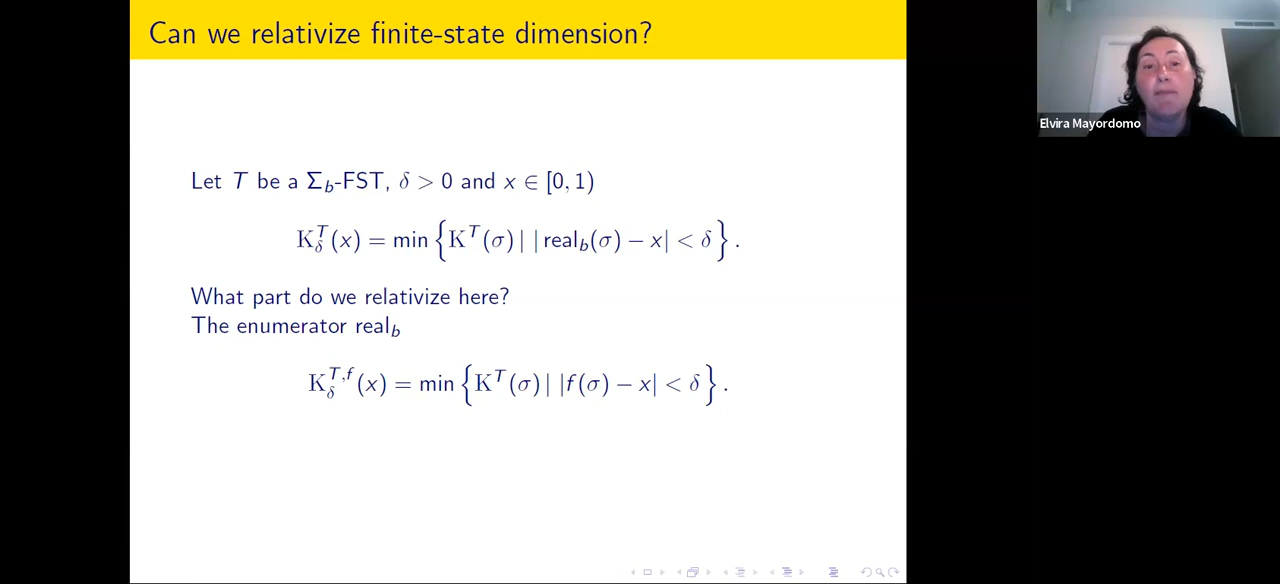 Can we relativize finite-state dimension?
Elvira Mayordomo
Let T be a Σ_b-FST, δ > 0 and x ∈ [0, 1)
K_δ^T(x) = min { K^T(σ) | | real_b(σ) − x| < δ } .
What part do we relativize here?
The enumerator real_b
K_δ^{T,f}(x) = min { K^T(σ) | |f(σ) − x| < δ } .